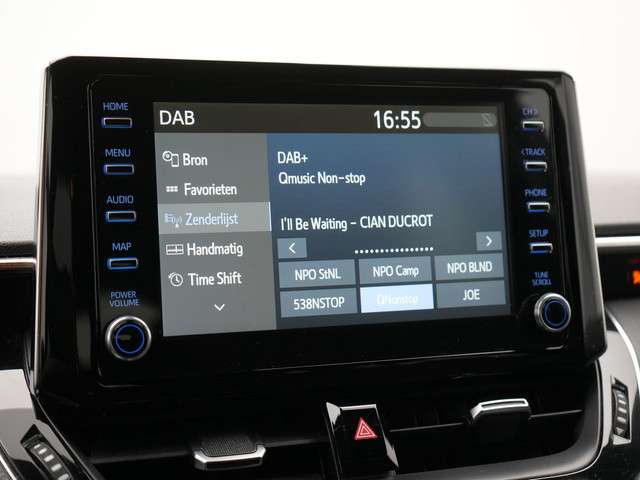 DAB 16:55
HOME
MENU
AUDIO
MAP
POWER
VOLUME
Bron
Favorieten
Zenderlijst
Handmatig
Time Shift
DAB+
Qmusic Non-stop
I'll Be Waiting - CIAN DUCROT
NPO StNL NPO Camp NPO BLND
538NSTOP QNonstop JOE
CH >
< TRACK
PHONE
SETUP
TUNE
SCROLL